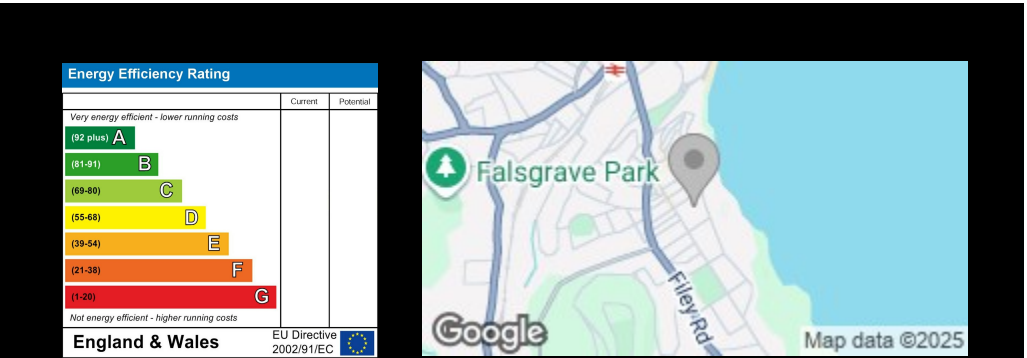 Energy Efficiency Rating
Current Potential
Very energy efficient - lower running costs
(92 plus) A
(81-91) B
(69-80) C
(55-68) D
(39-54) E
(21-38) F
(1-20) G
Not energy efficient - higher running costs
England & Wales
EU Directive
2002/91/EC
Falsgrave Park
Filey Rd
Google
Map data ©2025